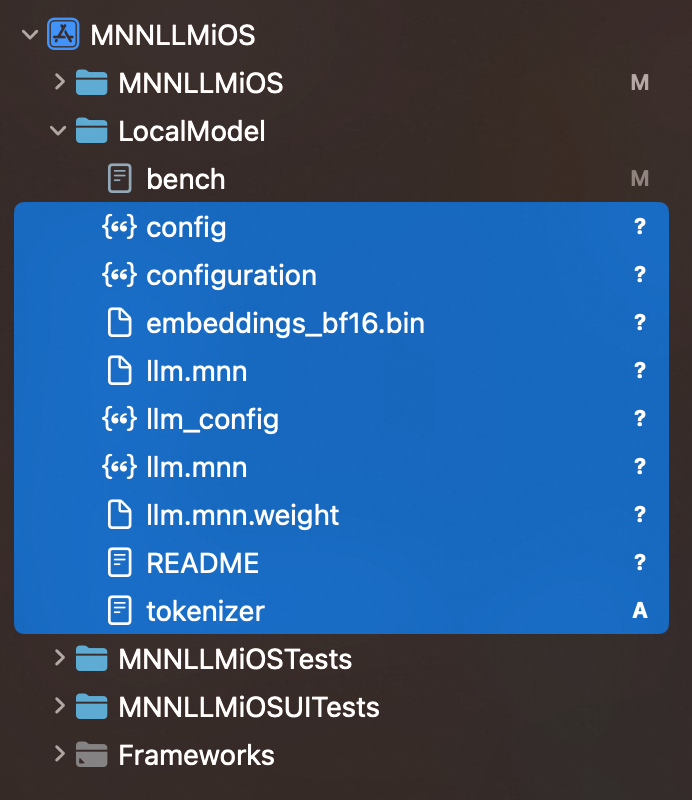 MNNLLMiOS
MNNLLMiOS M
LocalModel
bench M
config ?
configuration ?
embeddings_bf16.bin ?
llm.mnn ?
llm_config ?
llm.mnn ?
llm.mnn.weight ?
README ?
tokenizer A
MNNLLMiOSTests
MNNLLMiOSUITests
Frameworks